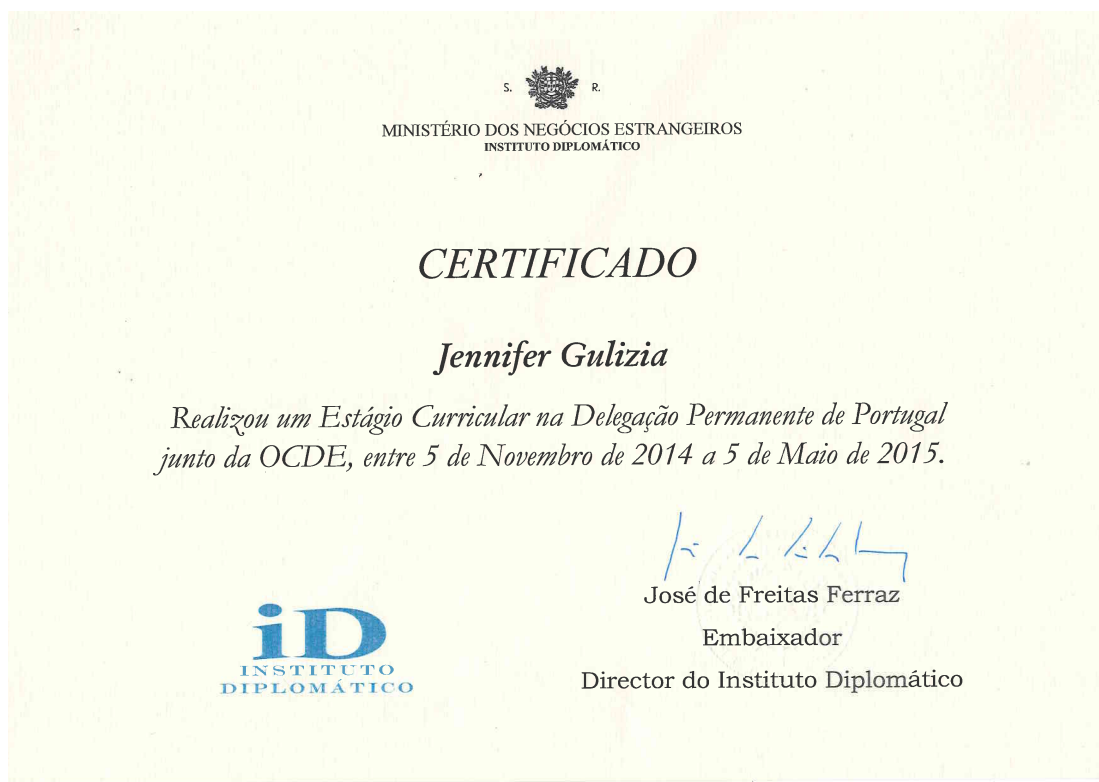 S. R.
MINISTÉRIO DOS NEGÓCIOS ESTRANGEIROS
INSTITUTO DIPLOMÁTICO
CERTIFICADO
Jennifer Gulizia
Realizou um Estágio Curricular na Delegação Permanente de Portugal
junto da OCDE, entre 5 de Novembro de 2014 a 5 de Maio de 2015.
José de Freitas Ferraz
Embaixador
Director do Instituto Diplomático
iD
INSTITUTO
DIPLOMÁTICO